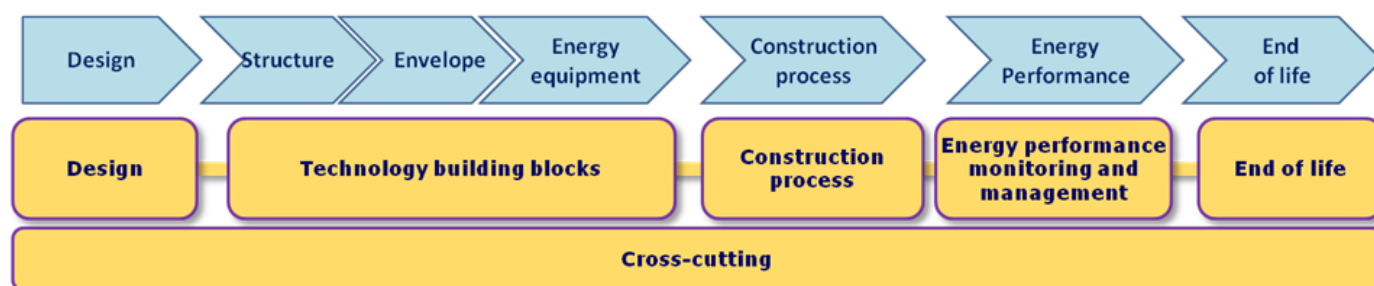 Design
Structure
Envelope
Energy
equipment
Construction
process
Energy
Performance
End
of life
Design
Technology building blocks
Construction
process
Energy performance
monitoring and
management
End of life
Cross-cutting